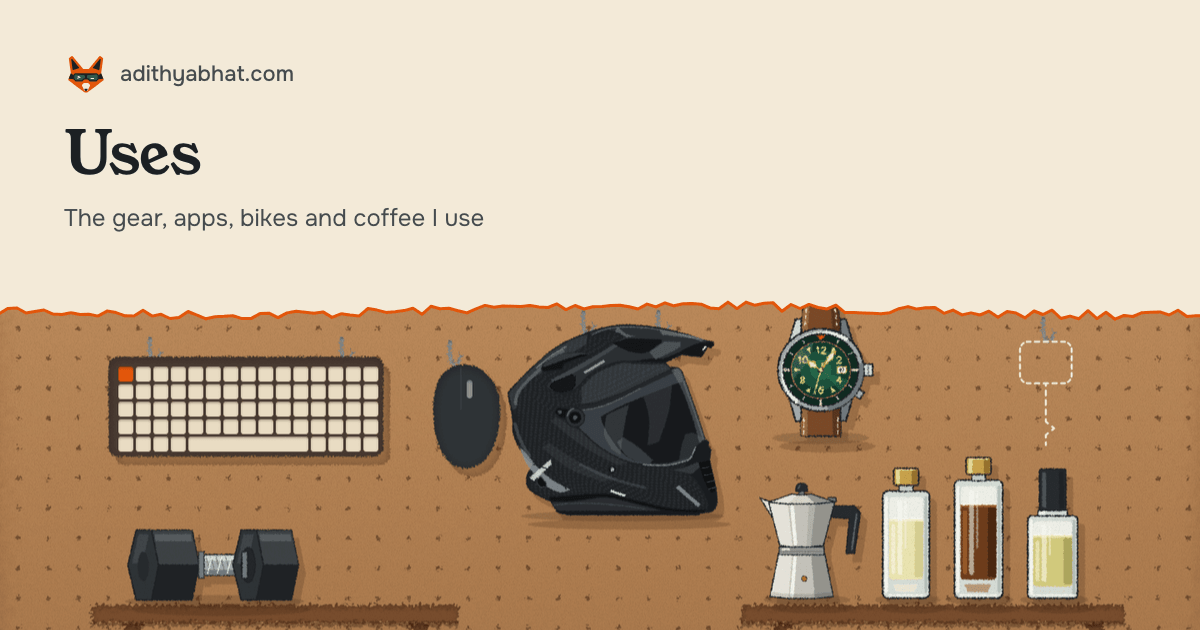 adithyabhat.com
Uses
The gear, apps, bikes and coffee I use